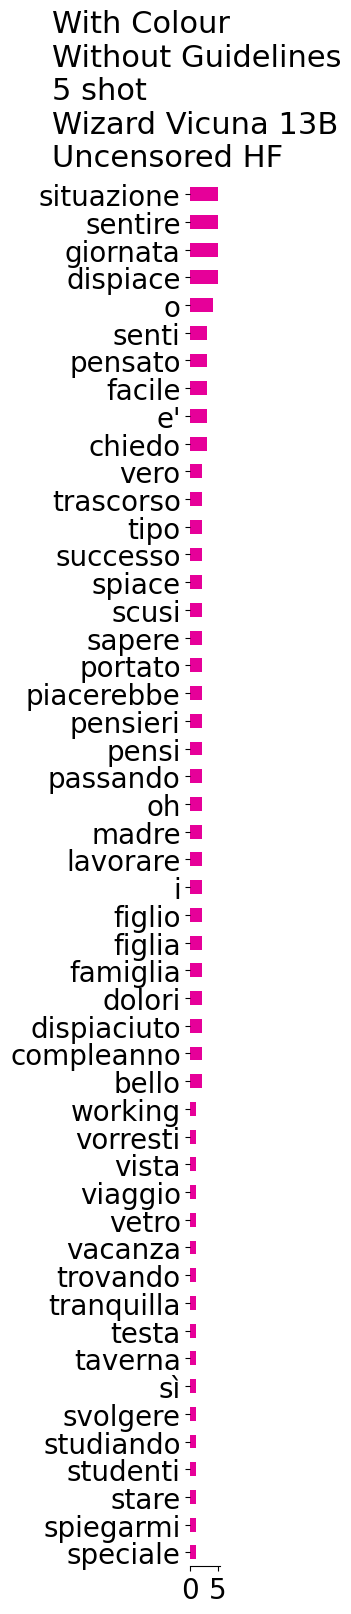 With Colour
Without Guidelines
5 shot
Wizard Vicuna 13B
Uncensored HF
situazione
sentire
giornata
dispiace
o
senti
pensato
facile
e'
chiedo
vero
trascorso
tipo
successo
spiace
scusi
sapere
portato
piacerebbe
pensieri
pensi
passando
oh
madre
lavorare
i
figlio
figlia
famiglia
dolori
dispiaciuto
compleanno
bello
working
vorresti
vista
viaggio
vetro
vacanza
trovando
tranquilla
testa
taverna
sì
svolgere
studiando
studenti
stare
spiegarmi
speciale
0 5